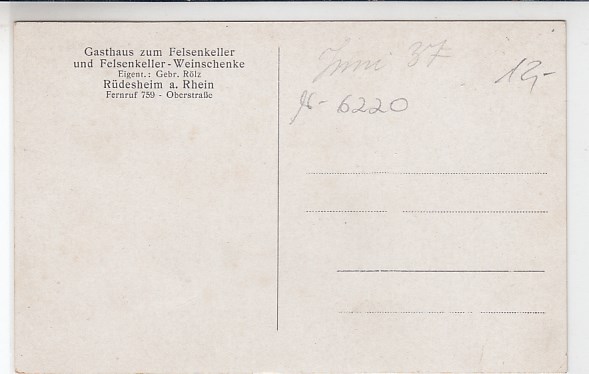 Gasthaus zum Felsenkeller
und Felsenkeller-Weinschenke
Eigent.: Gebr. Rölz
Rüdesheim a. Rhein
Fernruf 759 - Oberstraße
Juni 37
12,-
6220